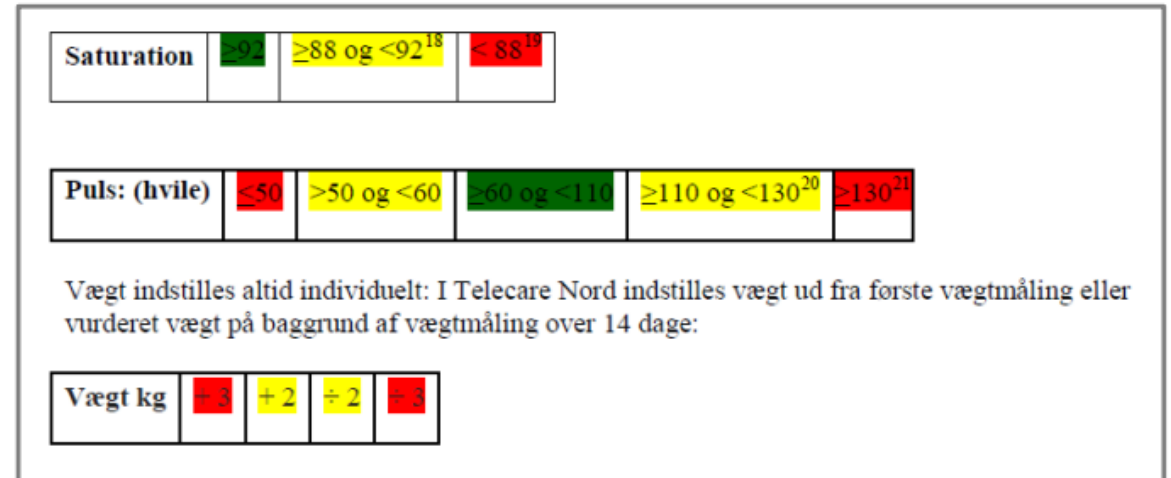 Saturation ≥92 ≥88 og <92¹⁸ < 88¹⁹
Puls: (hvile) ≤50 >50 og <60 ≥60 og <110 ≥110 og <130²⁰ ≥130²¹
Vægt indstilles altid individuelt: I Telecare Nord indstilles vægt ud fra første vægtmåling eller
vurderet vægt på baggrund af vægtmåling over 14 dage:
Vægt kg + 3 + 2 ÷ 2 ÷ 3